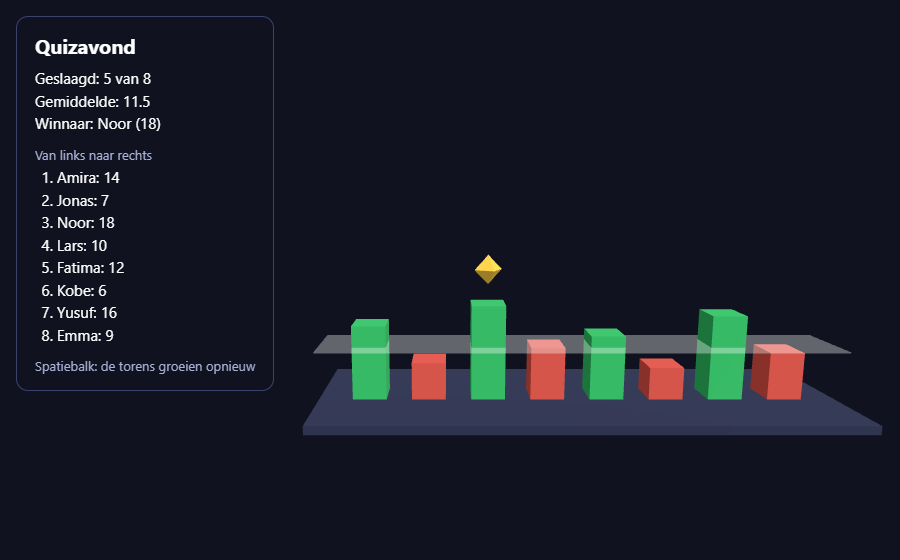 Quizavond
Geslaagd: 5 van 8
Gemiddelde: 11.5
Winnaar: Noor (18)
Van links naar rechts
1. Amira: 14
2. Jonas: 7
3. Noor: 18
4. Lars: 10
5. Fatima: 12
6. Kobe: 6
7. Yusuf: 16
8. Emma: 9
Spatiebalk: de torens groeien opnieuw